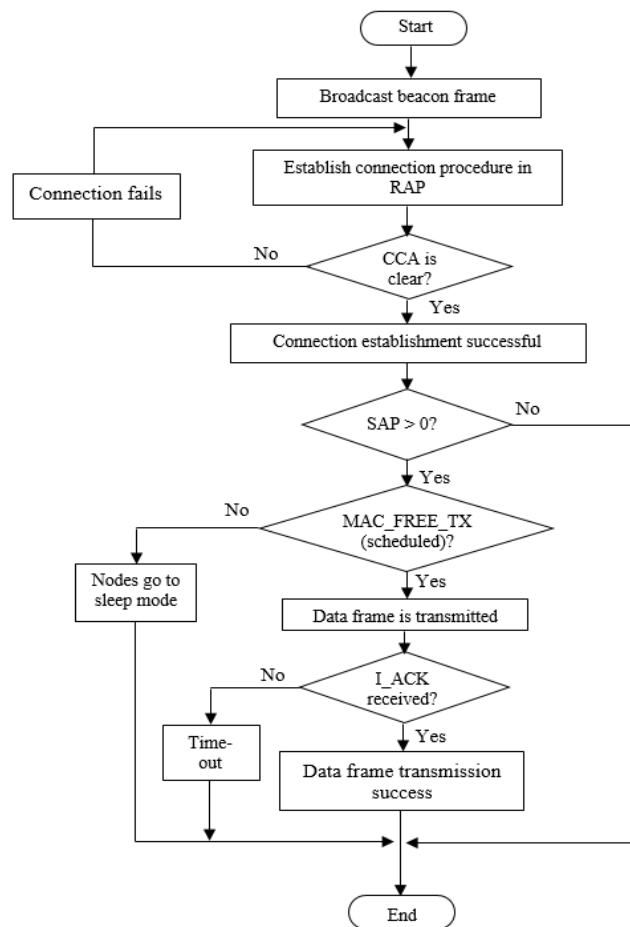 Start
Broadcast beacon frame
Establish connection procedure in
RAP
Connection fails
No
CCA is
clear?
Yes
Connection establishment successful
SAP > 0?
No
Yes
No
MAC_FREE_TX
(scheduled)?
Nodes go to
sleep mode
Yes
Data frame is transmitted
No
I_ACK
received?
Time-
out
Yes
Data frame transmission
success
End